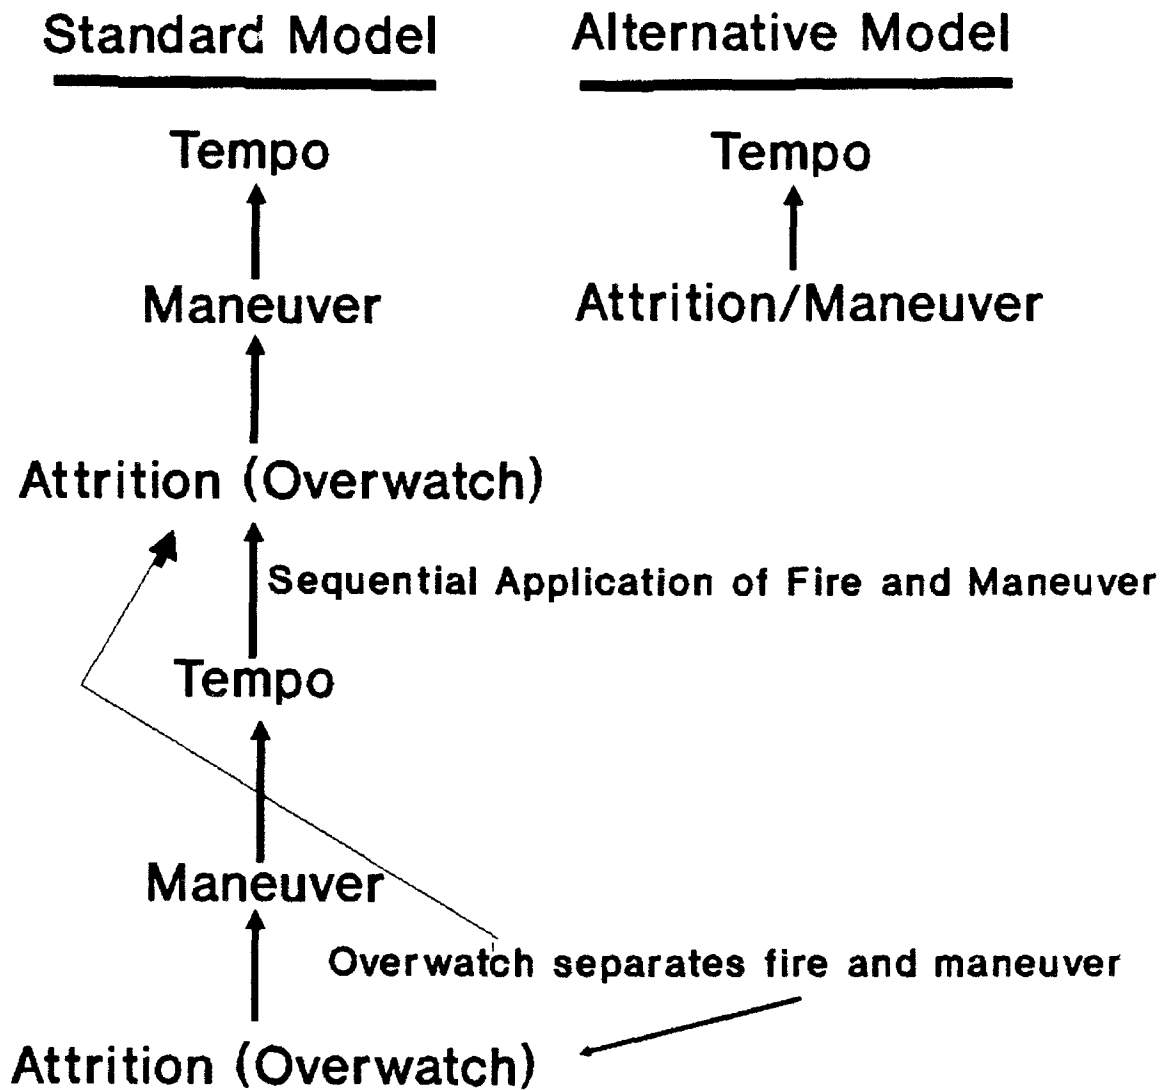 Standard Model
Alternative Model
Tempo
Tempo
Maneuver
Attrition/Maneuver
Attrition (Overwatch)
Sequential Application of Fire and Maneuver
Tempo
Maneuver
Overwatch separates fire and maneuver
Attrition (Overwatch)